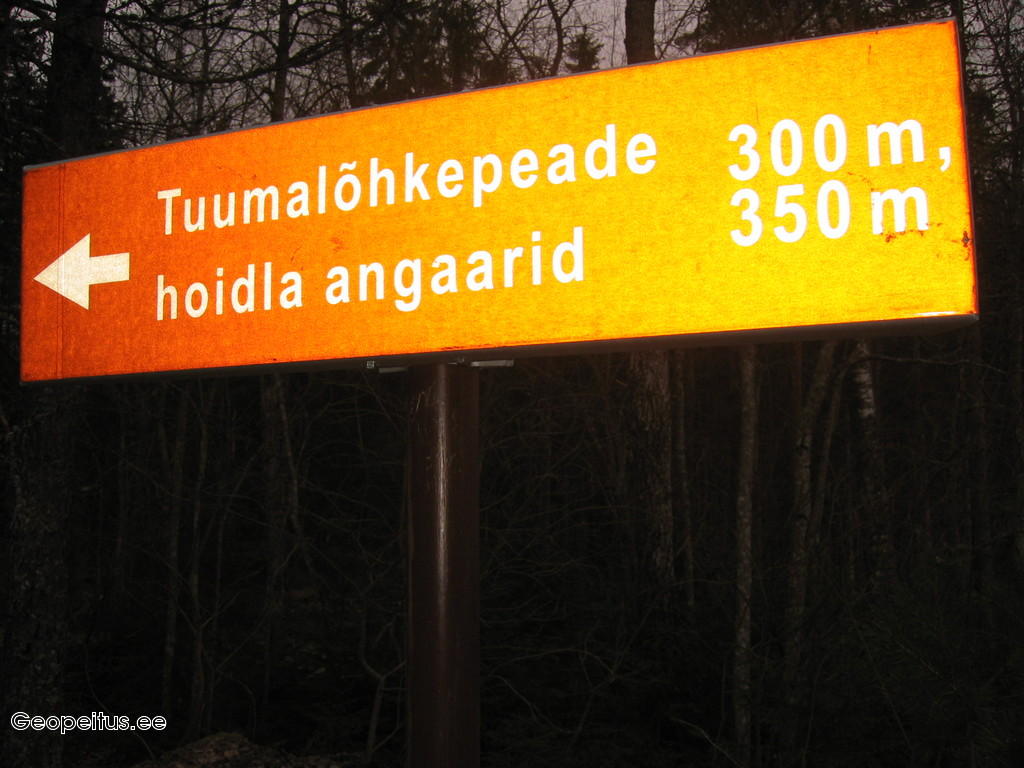 Tuumalõhkepeade 300 m,
hoidla angaarid 350 m
Geopeitus.ee